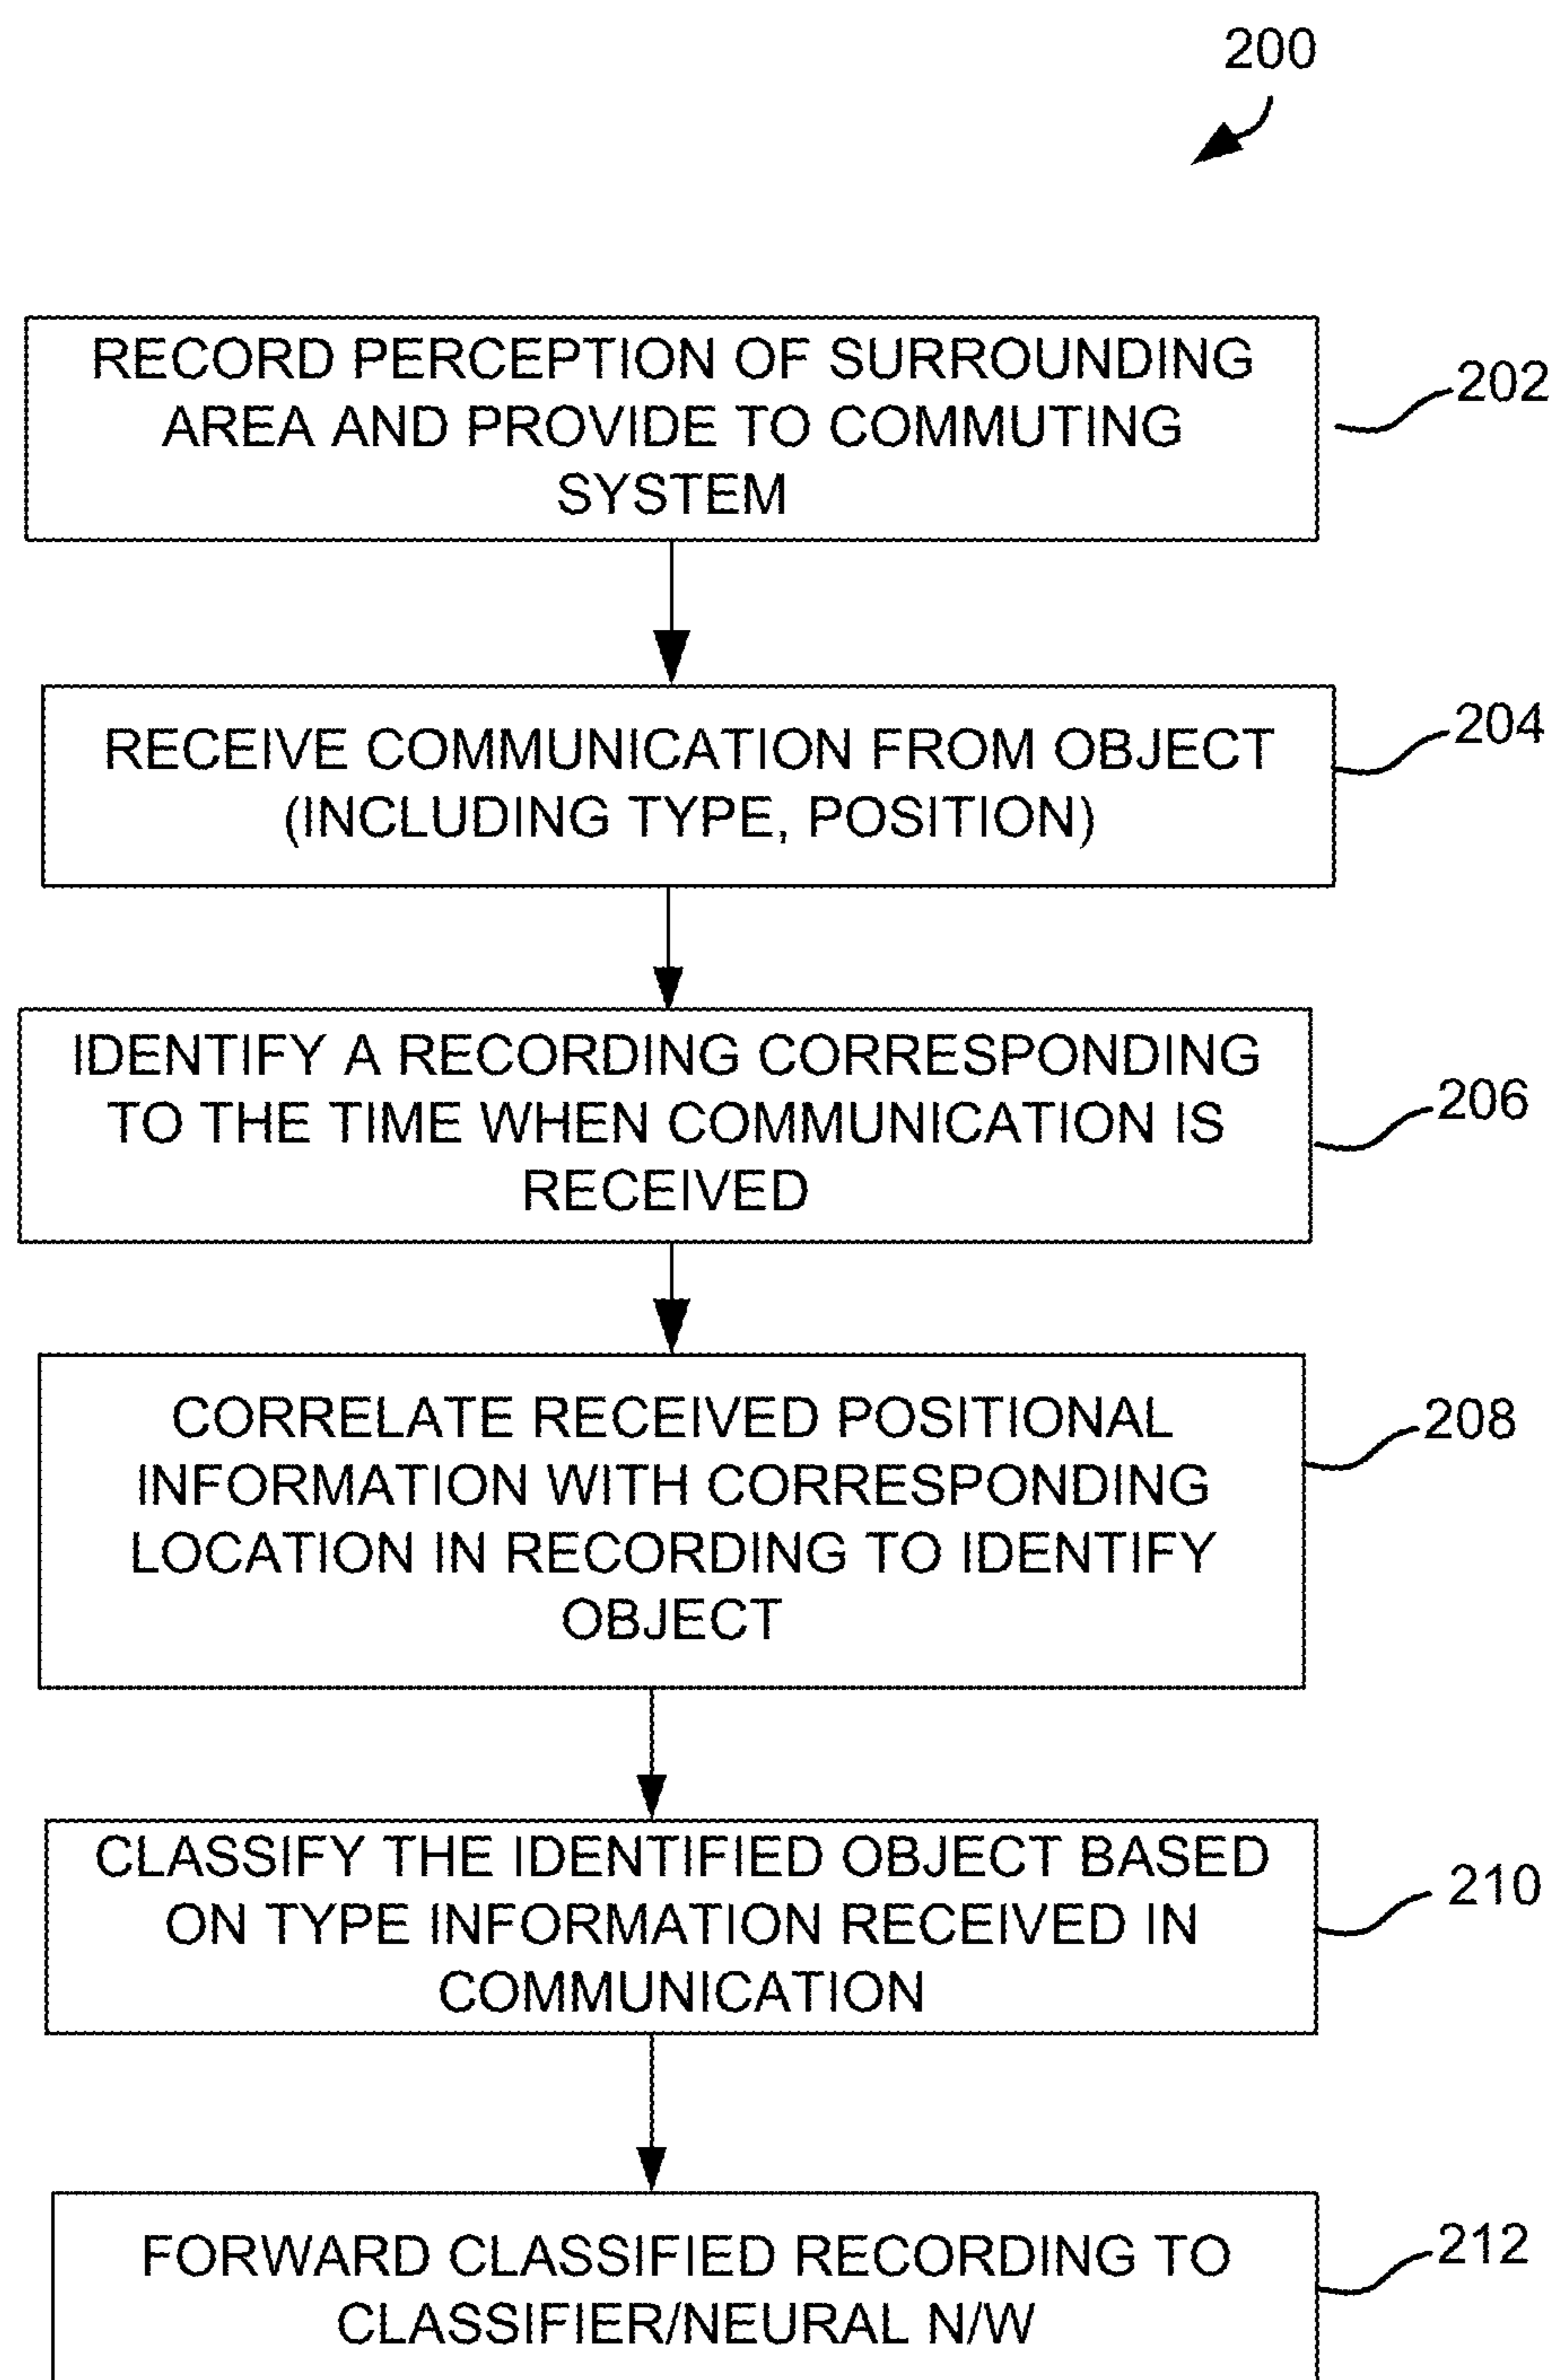 200
RECORD PERCEPTION OF SURROUNDING
AREA AND PROVIDE TO COMMUTING
SYSTEM
202
RECEIVE COMMUNICATION FROM OBJECT
(INCLUDING TYPE, POSITION)
204
IDENTIFY A RECORDING CORRESPONDING
TO THE TIME WHEN COMMUNICATION IS
RECEIVED
206
CORRELATE RECEIVED POSITIONAL
INFORMATION WITH CORRESPONDING
LOCATION IN RECORDING TO IDENTIFY
OBJECT
208
CLASSIFY THE IDENTIFIED OBJECT BASED
ON TYPE INFORMATION RECEIVED IN
COMMUNICATION
210
FORWARD CLASSIFIED RECORDING TO
CLASSIFIER/NEURAL N/W
212